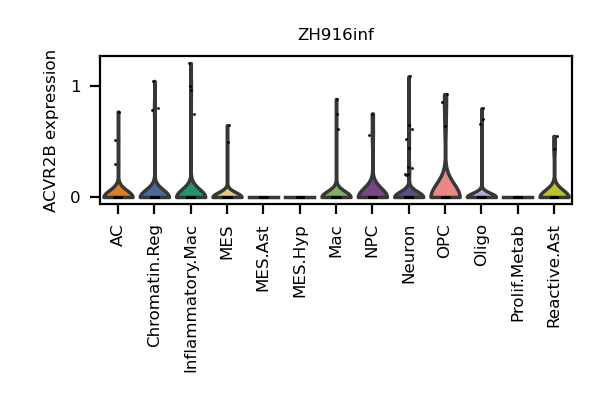 ZH916inf
ACVR2B expression
1
0
AC
Chromatin.Reg
Inflammatory.Mac
MES
MES.Ast
MES.Hyp
Mac
NPC
Neuron
OPC
Oligo
Prolif.Metab
Reactive.Ast